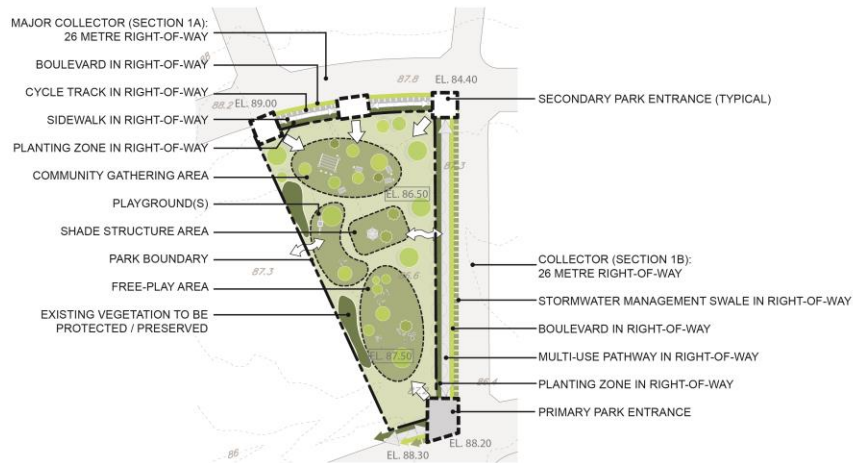 MAJOR COLLECTOR (SECTION 1A):
26 METRE RIGHT-OF-WAY
BOULEVARD IN RIGHT-OF-WAY
CYCLE TRACK IN RIGHT-OF-WAY
SIDEWALK IN RIGHT-OF-WAY
PLANTING ZONE IN RIGHT-OF-WAY
COMMUNITY GATHERING AREA
PLAYGROUND(S)
SHADE STRUCTURE AREA
PARK BOUNDARY
FREE-PLAY AREA
EXISTING VEGETATION TO BE
PROTECTED / PRESERVED
88.2
EL. 89.00
87.8
EL. 84.40
87.3
EL. 86.50
87.3
EL. 87.50
86
EL. 88.30
EL. 88.20
SECONDARY PARK ENTRANCE (TYPICAL)
COLLECTOR (SECTION 1B):
26 METRE RIGHT-OF-WAY
STORMWATER MANAGEMENT SWALE IN RIGHT-OF-WAY
BOULEVARD IN RIGHT-OF-WAY
MULTI-USE PATHWAY IN RIGHT-OF-WAY
PLANTING ZONE IN RIGHT-OF-WAY
PRIMARY PARK ENTRANCE